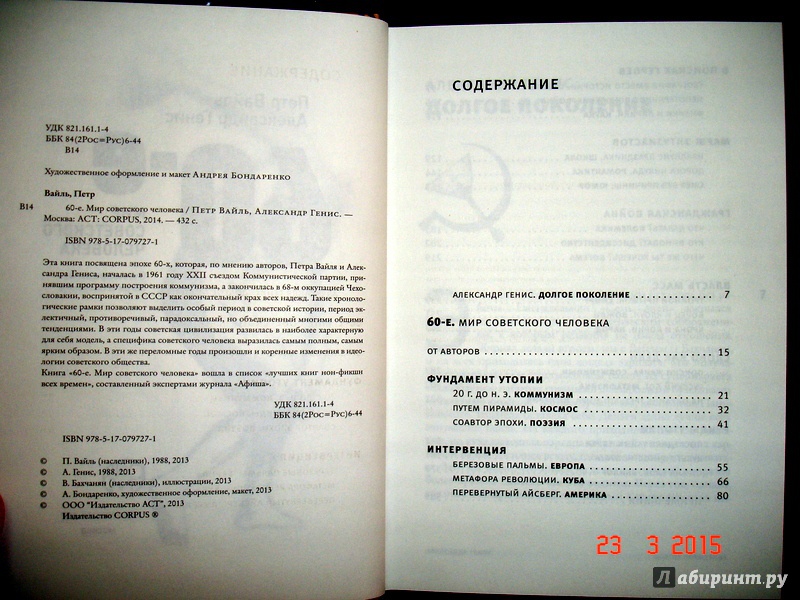 УДК 821.161.1-4
ББК 84(2Рос=Рус)6-44
В14
Художественное оформление и макет Андрея Бондаренко
Вайль, Петр
В14 60-е. Мир советского человека / Петр Вайль, Александр Генис. —
Москва: АСТ: CORPUS, 2014. — 432 с.
ISBN 978-5-17-079727-1
Эта книга посвящена эпохе 60-х, которая, по мнению авторов, Петра Вайля и Алек-
сандра Гениса, началась в 1961 году XXII съездом Коммунистической партии, при-
нявшим программу построения коммунизма, а закончилась в 68-м оккупацией Чехо-
словакии, воспринятой в СССР как окончательный крах всех надежд. Такие хроноло-
гические рамки позволяют выделить особый период в советской истории, период эк-
лектичный, противоречивый, парадоксальный, но объединенный многими общими
тенденциями. В эти годы советская цивилизация развилась в наиболее характерную
для себя модель, а специфика советского человека выразилась самым полным, самым
ярким образом. В эти же переломные годы произошли и коренные изменения в идео-
логии советского общества.
Книга «60-е. Мир советского человека» вошла в список «лучших книг нон-фикшн
всех времен», составленный экспертами журнала «Афиша».
УДК 821.161.1-4
ББК 84(2Рос=Рус)6-44
ISBN 978-5-17-079727-1
© П. Вайль (наследники), 1988, 2013
© А. Генис, 1988, 2013
© В. Бахчанян (наследники), иллюстрации, 2013
© А. Бондаренко, художественное оформление, макет, 2013
© ООО "Издательство АСТ", 2013
Издательство CORPUS ®
СОДЕРЖАНИЕ
АЛЕКСАНДР ГЕНИС. ДОЛГОЕ ПОКОЛЕНИЕ 7
60-Е. МИР СОВЕТСКОГО ЧЕЛОВЕКА
ОТ АВТОРОВ 15
ФУНДАМЕНТ УТОПИИ
20 Г. ДО Н. Э. КОММУНИЗМ 21
ПУТЕМ ПИРАМИДЫ. КОСМОС 32
СОАВТОР ЭПОХИ. ПОЭЗИЯ 41
ИНТЕРВЕНЦИЯ
БЕРЕЗОВЫЕ ПАЛЬМЫ. ЕВРОПА 55
МЕТАФОРА РЕВОЛЮЦИИ. КУБА 66
ПЕРЕВЕРНУТЫЙ АЙСБЕРГ. АМЕРИКА 80
23 3 2015
Лабиринт.ру